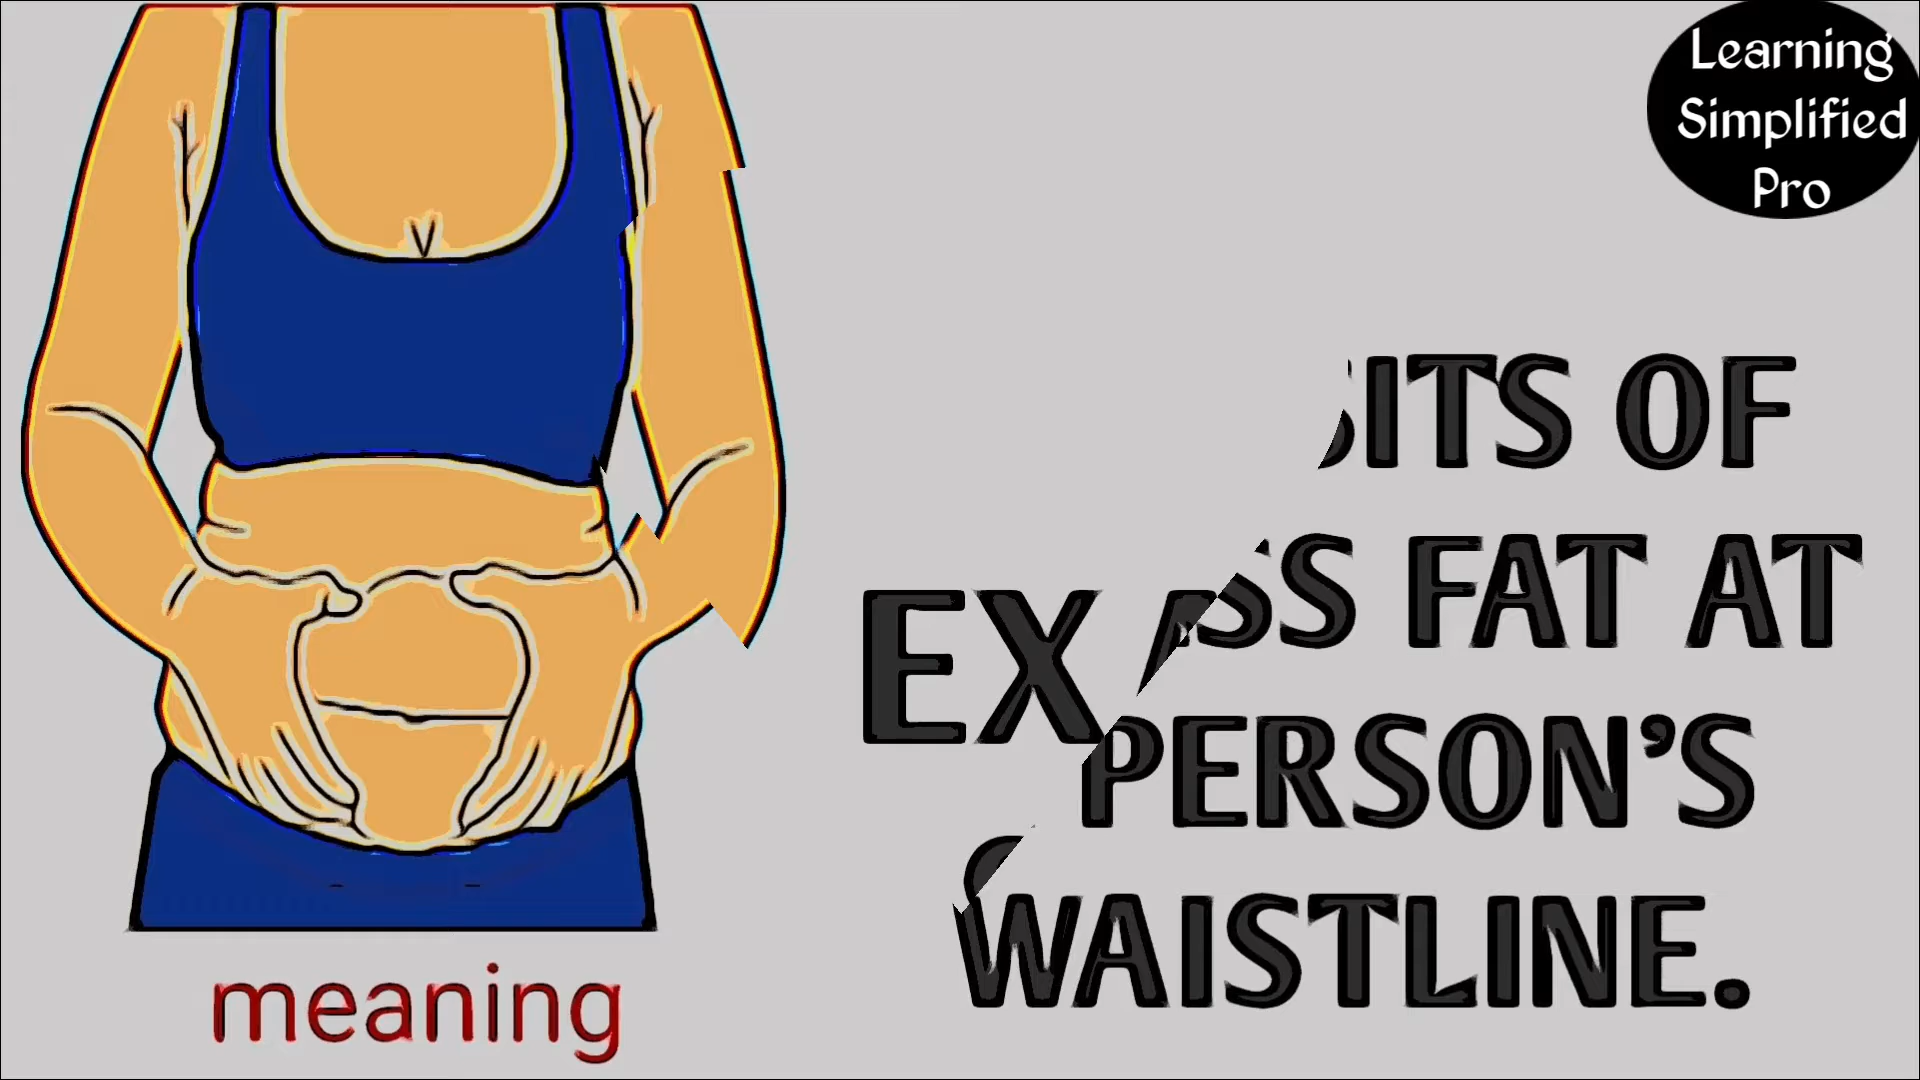 Learning
Simplified
Pro
ITS OF
EX
SS FAT AT
PERSON'S
WAISTLINE.
meaning